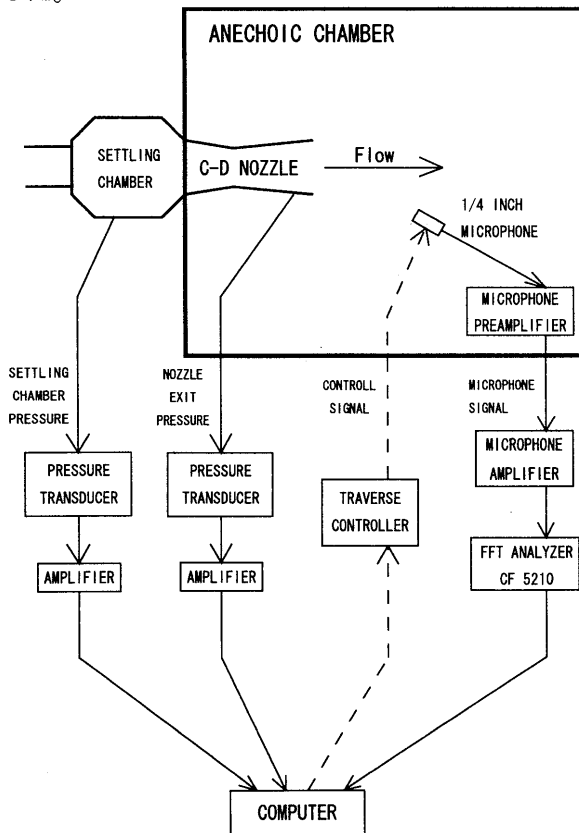 ANECHOIC CHAMBER
SETTLING
CHAMBER
C-D NOZZLE
Flow
1/4 INCH
MICROPHONE
MICROPHONE
PREAMPLIFIER
SETTLING
CHAMBER
PRESSURE
NOZZLE
EXIT
PRESSURE
CONTROLL
SIGNAL
MICROPHONE
SIGNAL
PRESSURE
TRANSDUCER
PRESSURE
TRANSDUCER
TRAVERSE
CONTROLLER
MICROPHONE
AMPLIFIER
AMPLIFIER
AMPLIFIER
FFT ANALYZER
CF 5210
COMPUTER